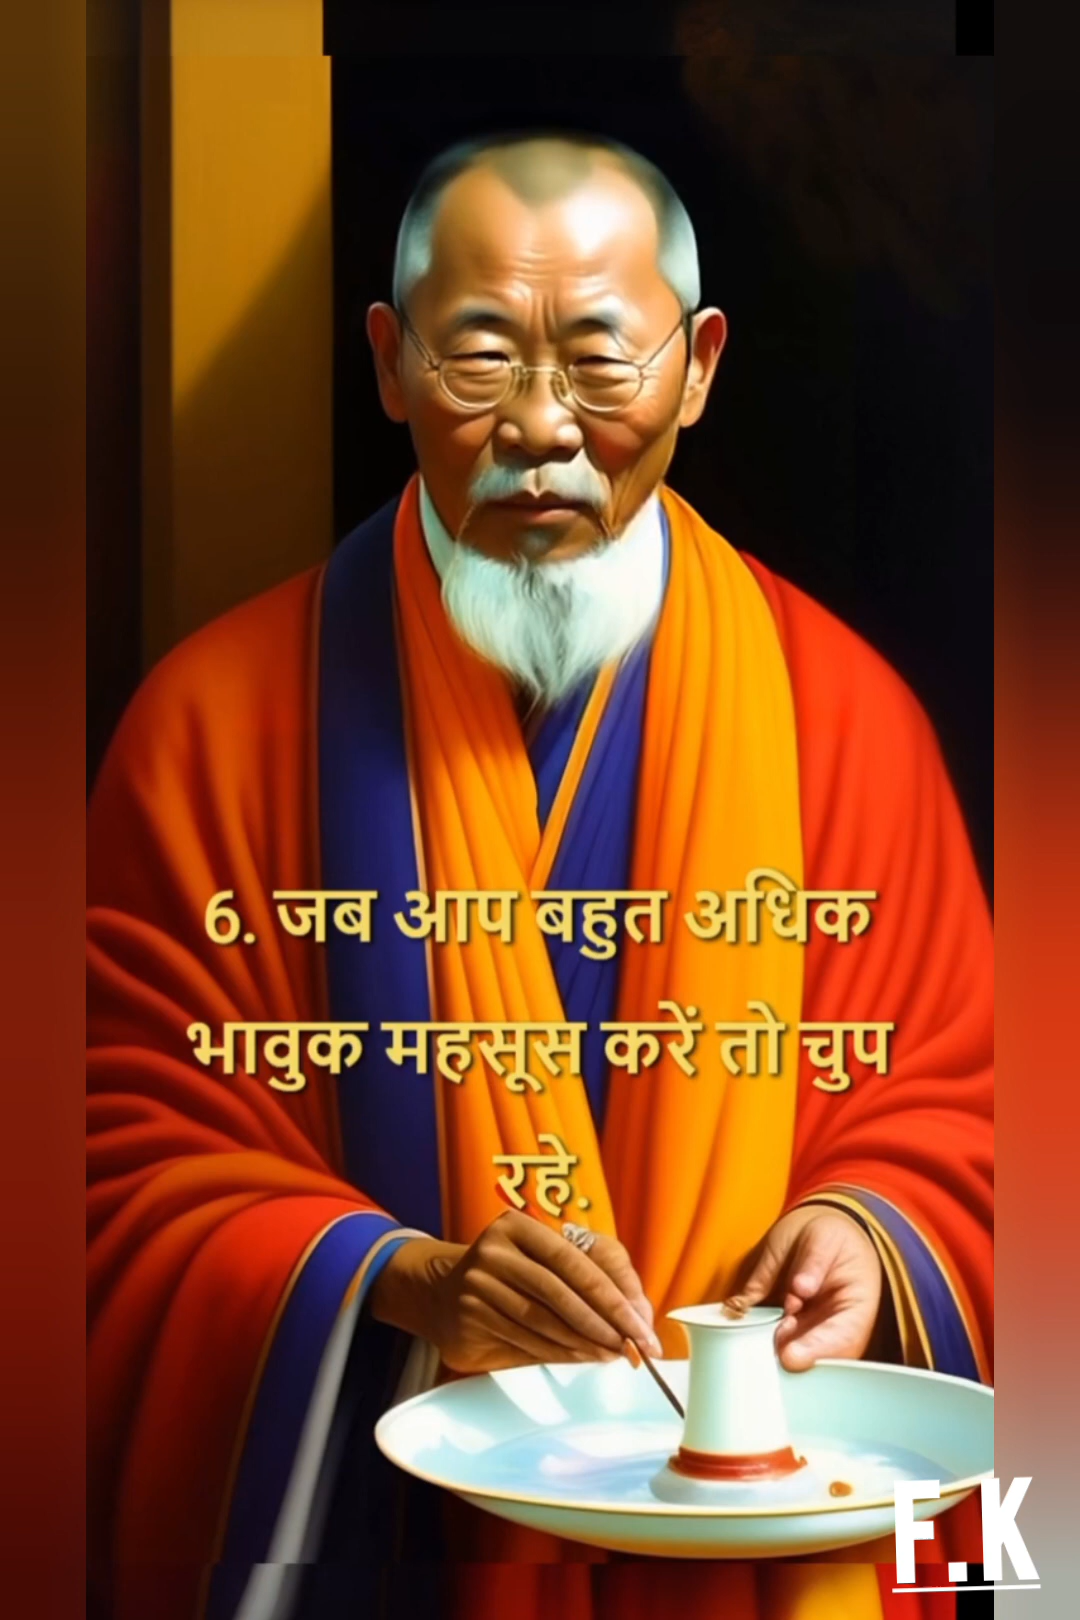 6. जब आप बहुत अधिक
भावुक महसूस करें तो चुप
रहे.
F.K